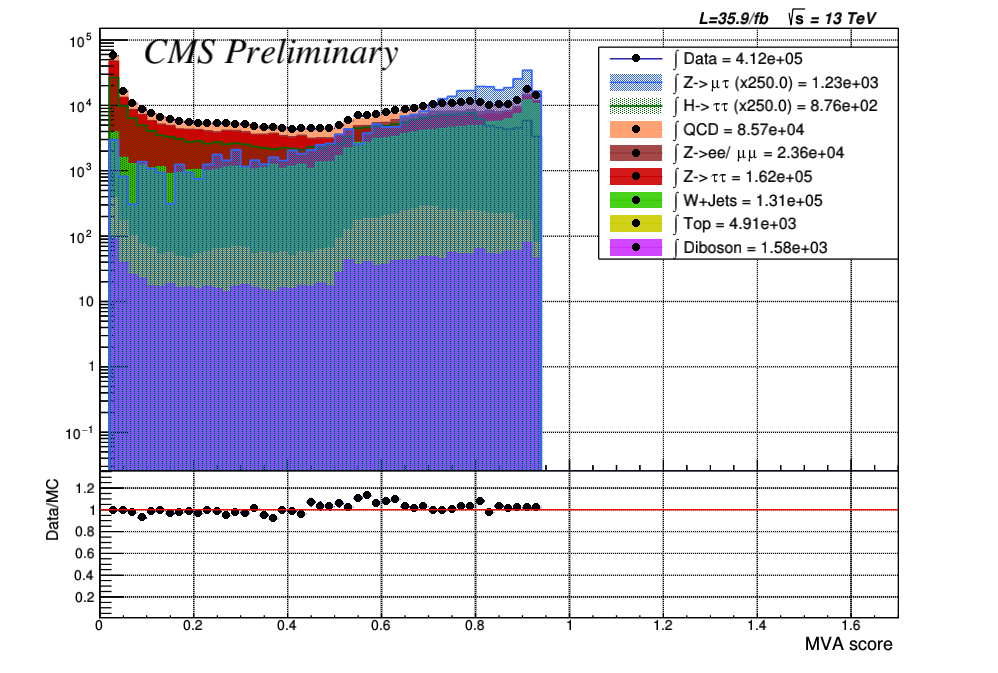 L=35.9/fb √s = 13 TeV
CMS Preliminary
∫ Data = 4.12e+05
∫ Z-> μτ (x250.0) = 1.23e+03
∫ H-> ττ (x250.0) = 8.76e+02
∫ QCD = 8.57e+04
∫ Z->ee/ μμ = 2.36e+04
∫ Z-> ττ = 1.62e+05
∫ W+Jets = 1.31e+05
∫ Top = 4.91e+03
∫ Diboson = 1.58e+03
10⁵
10⁴
10³
10²
10
1
10⁻¹
Data/MC
1.2
1
0.8
0.6
0.4
0.2
0 0.2 0.4 0.6 0.8 1 1.2 1.4 1.6
MVA score